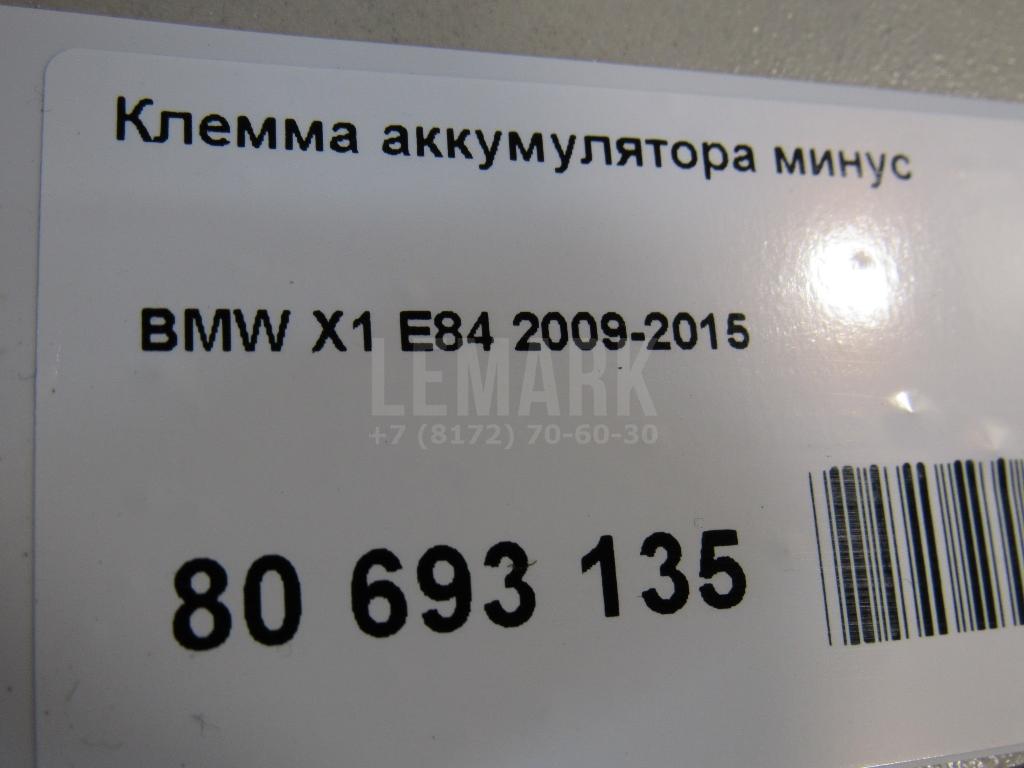 Клемма аккумулятора минус
BMW X1 E84 2009-2015
LEMARK
+7 (8172) 70-60-30
80 693 135